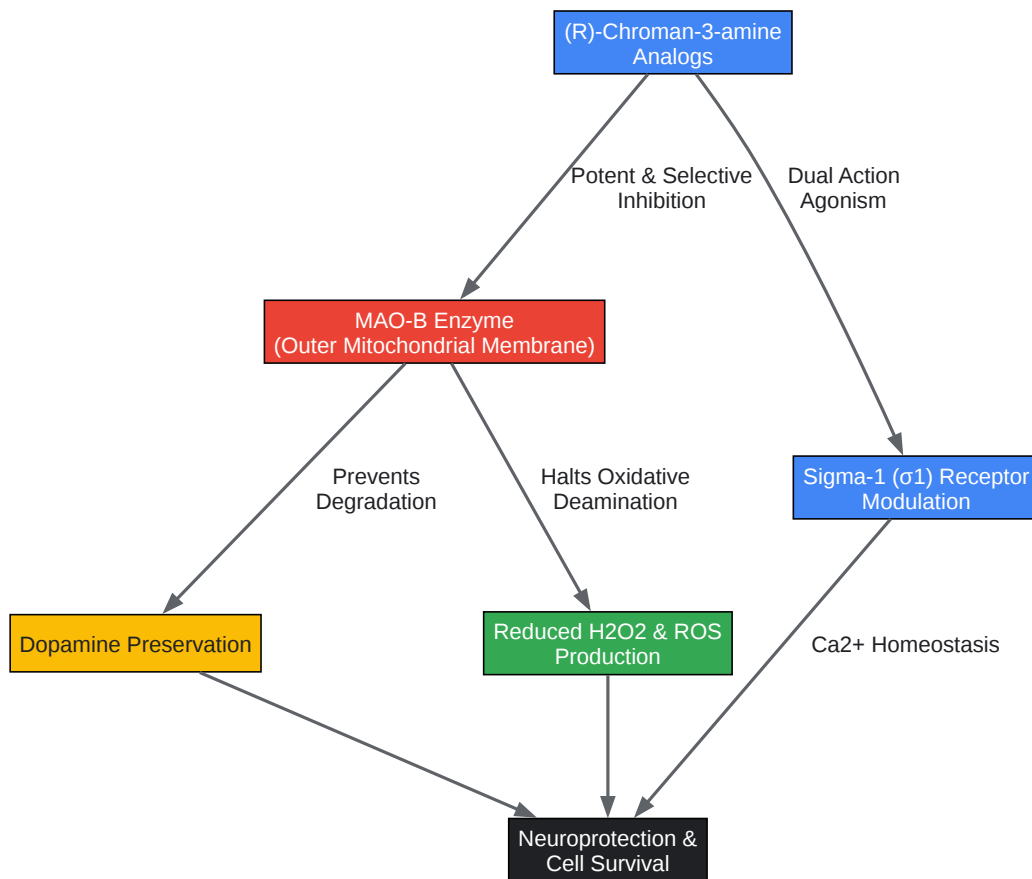 (R)-Chroman-3-amine
Analogs
Potent & Selective
Inhibition
Dual Action
Agonism
MAO-B Enzyme
(Outer Mitochondrial Membrane)
Prevents
Degradation
Halts Oxidative
Deamination
Sigma-1 (σ1) Receptor
Modulation
Dopamine Preservation
Reduced H2O2 & ROS
Production
Ca2+ Homeostasis
Neuroprotection &
Cell Survival